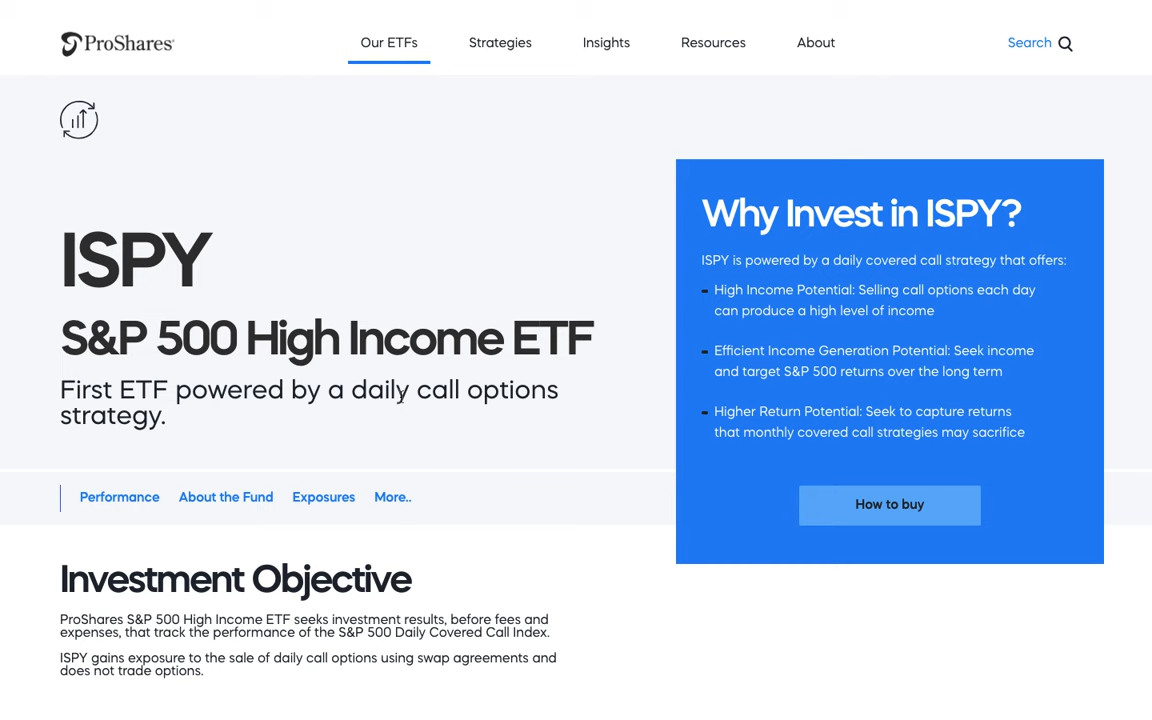 ProShares®
Our ETFs Strategies Insights Resources About Search
ISPY
S&P 500 High Income ETF
First ETF powered by a daily call options
strategy.
Why Invest in ISPY?
ISPY is powered by a daily covered call strategy that offers:
- High Income Potential: Selling call options each day
can produce a high level of income
- Efficient Income Generation Potential: Seek income
and target S&P 500 returns over the long term
- Higher Return Potential: Seek to capture returns
that monthly covered call strategies may sacrifice
How to buy
Performance About the Fund Exposures More..
Investment Objective
ProShares S&P 500 High Income ETF seeks investment results, before fees and
expenses, that track the performance of the S&P 500 Daily Covered Call Index.
ISPY gains exposure to the sale of daily call options using swap agreements and
does not trade options.